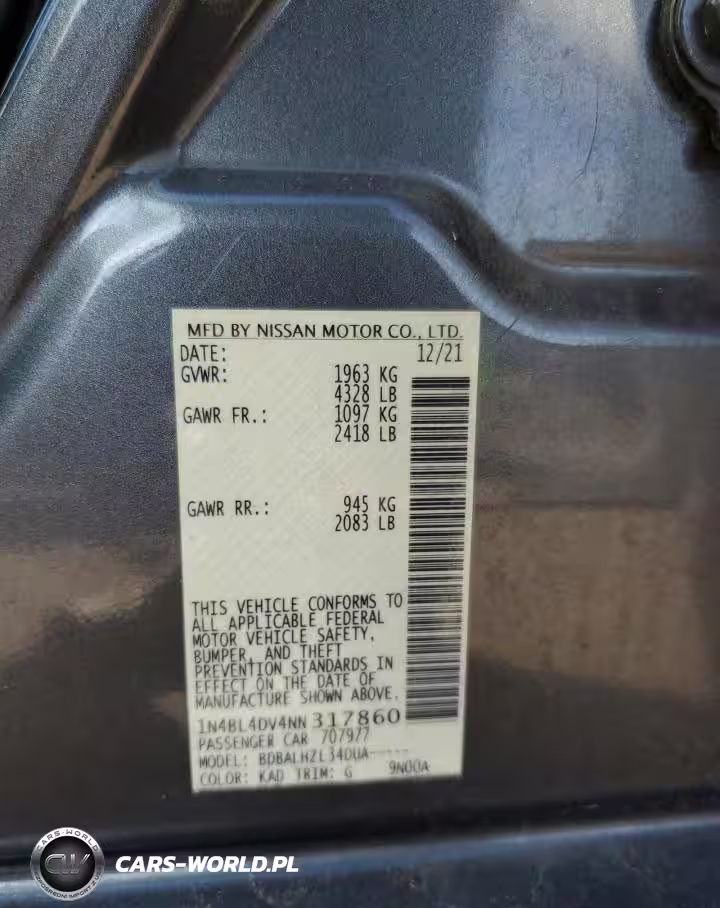 MFD BY NISSAN MOTOR CO., LTD.
DATE: 12/21
GVWR: 1963 KG
4328 LB
GAWR FR.: 1097 KG
2418 LB
GAWR RR.: 945 KG
2083 LB
THIS VEHICLE CONFORMS TO
ALL APPLICABLE FEDERAL
MOTOR VEHICLE SAFETY,
BUMPER, AND THEFT
PREVENTION STANDARDS IN
EFFECT ON THE DATE OF
MANUFACTURE SHOWN ABOVE.
1N4BL4DV4NN317860
PASSENGER CAR 707977
MODEL: BDBALHZL34DUA-----
COLOR: KAD TRIM: G 9N00A
CARS-WORLD
CW
CARS-WORLD.PL